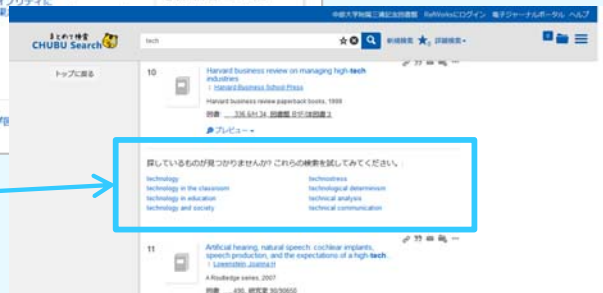 中部大学附属三浦記念図書館 RefWorksにログイン 電子ジャーナルポータル ヘルプ
まとめて検索
CHUBU Search
tech
新規検索
詳細検索
トップに戻る
10
Harvard business review on managing high-tech
industries
Harvard Business School Press
Harvard business review paperback books, 1999
図書
プレビュー
探しているものが見つかりませんか? これらの検索を試してみてください。
technology
technostress
technology in the classroom
technological determinism
technology in education
technical analysis
technology and society
technical communication
11
Artificial hearing, natural speech: cochlear implants,
speech production, and the expectations of a high-tech
Lowenstein, Joanna H
A Routledge series, 2007
図書